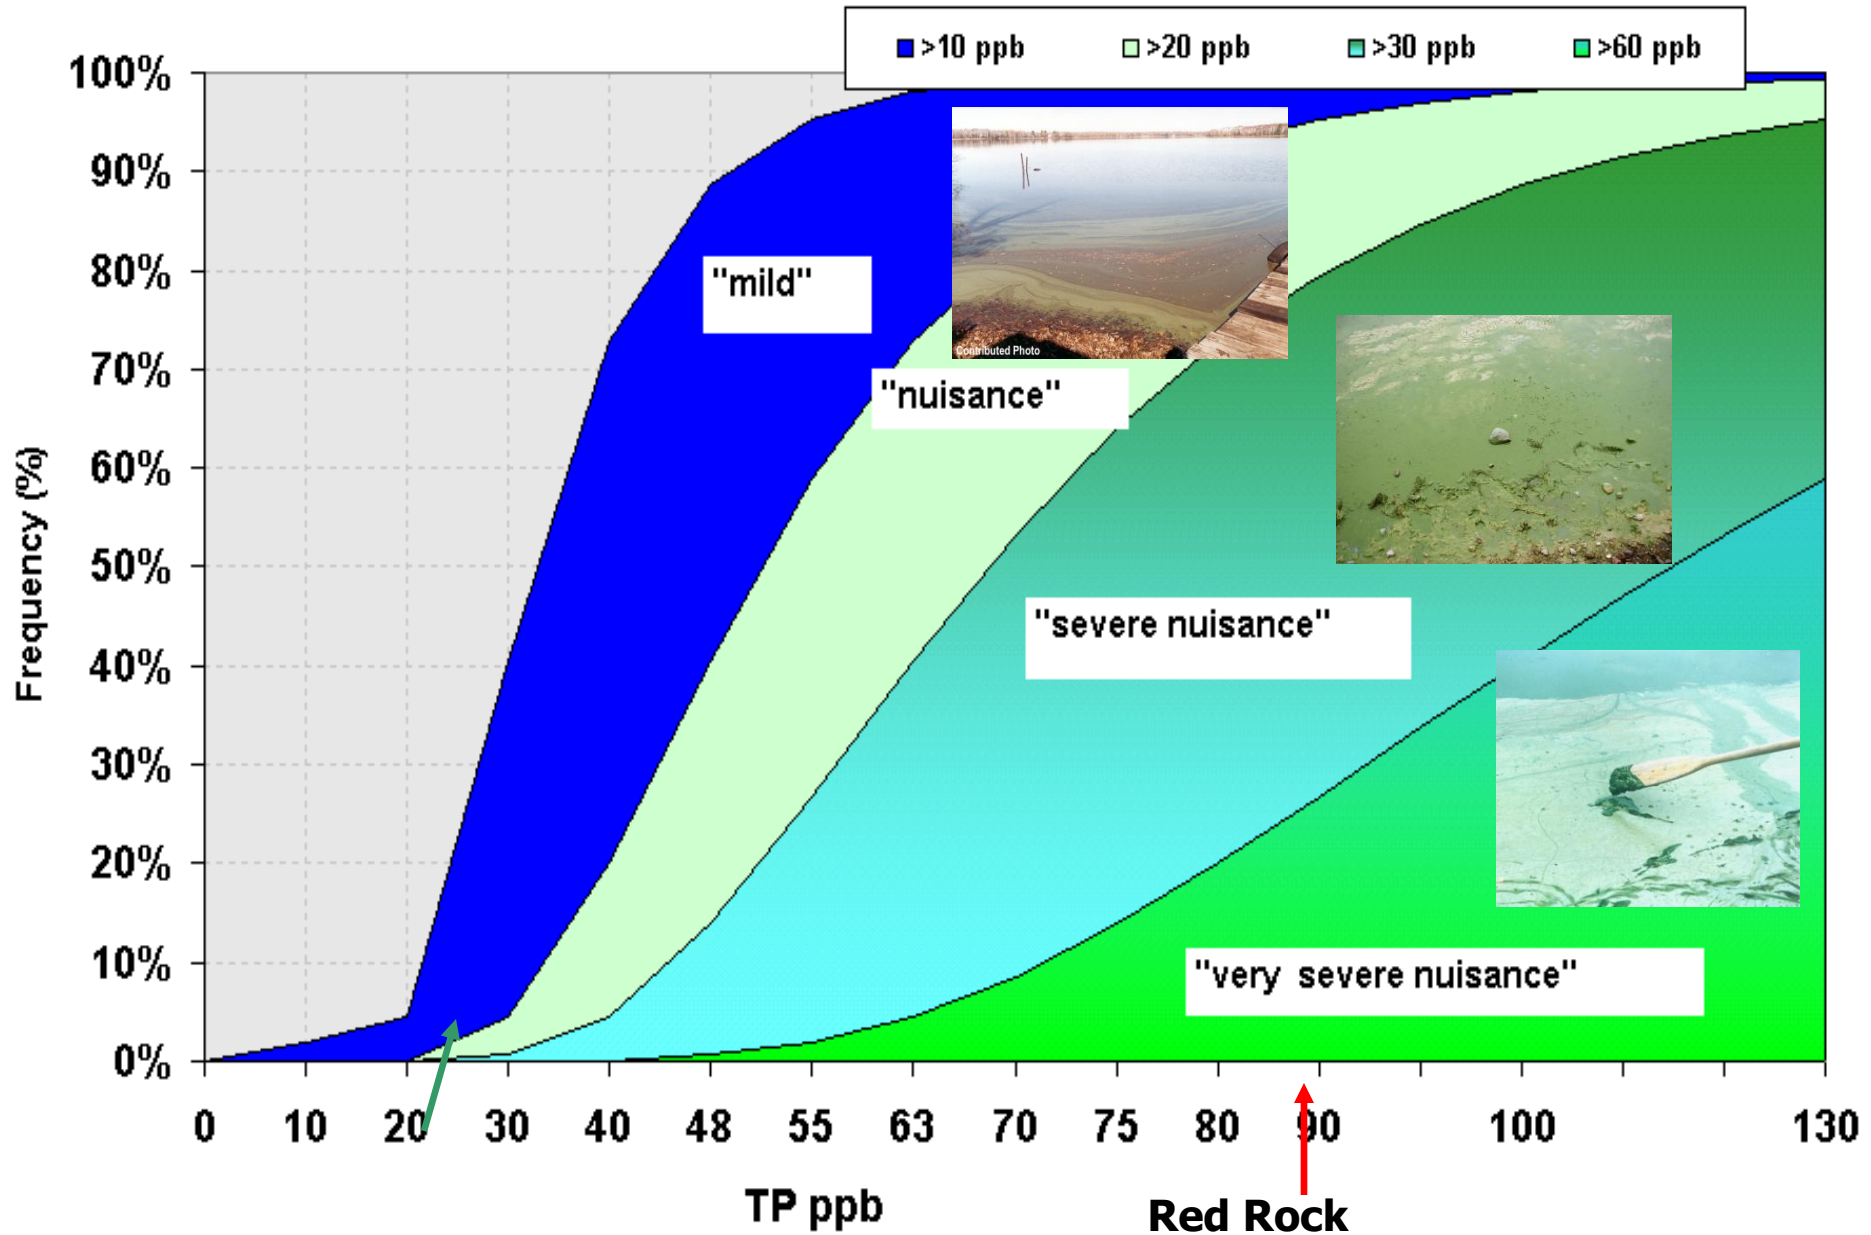 >10 ppb >20 ppb >30 ppb >60 ppb
100%
90%
80%
70%
60%
50%
40%
30%
20%
10%
0%
Frequency (%)
"mild"
Contributed Photo
"nuisance"
"severe nuisance"
"very severe nuisance"
0 10 20 30 40 48 55 63 70 75 80 90 100 130
TP ppb
Red Rock